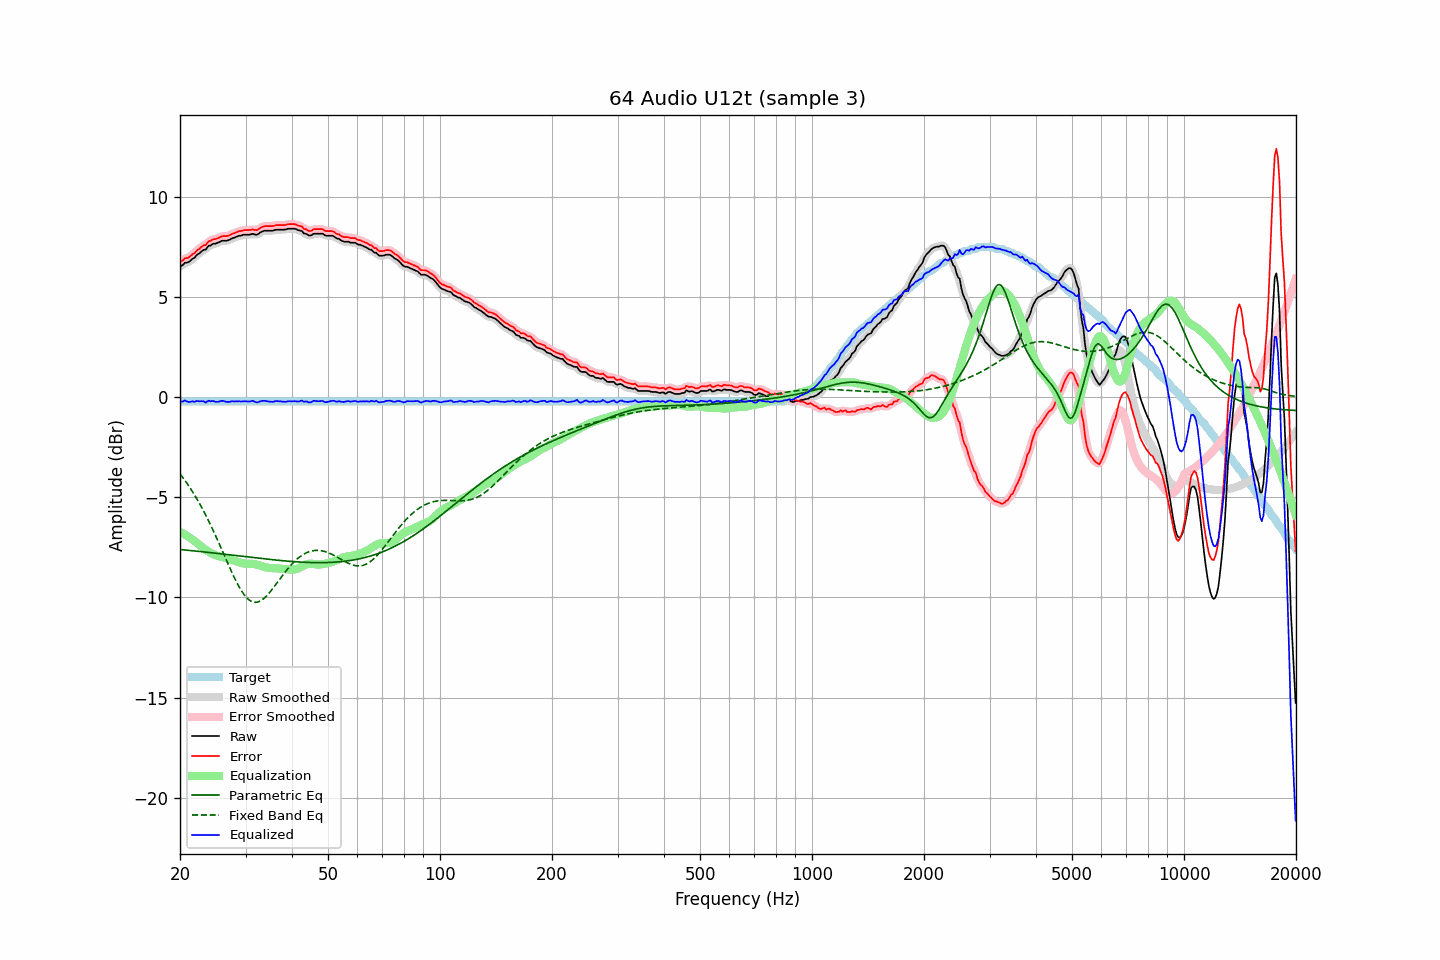 64 Audio U12t (sample 3)
10
5
0
−5
−10
−15
−20
Amplitude (dBr)
Target
Raw Smoothed
Error Smoothed
Raw
Error
Equalization
Parametric Eq
Fixed Band Eq
Equalized
20
50
100
200
500
1000
2000
5000
10000
20000
Frequency (Hz)